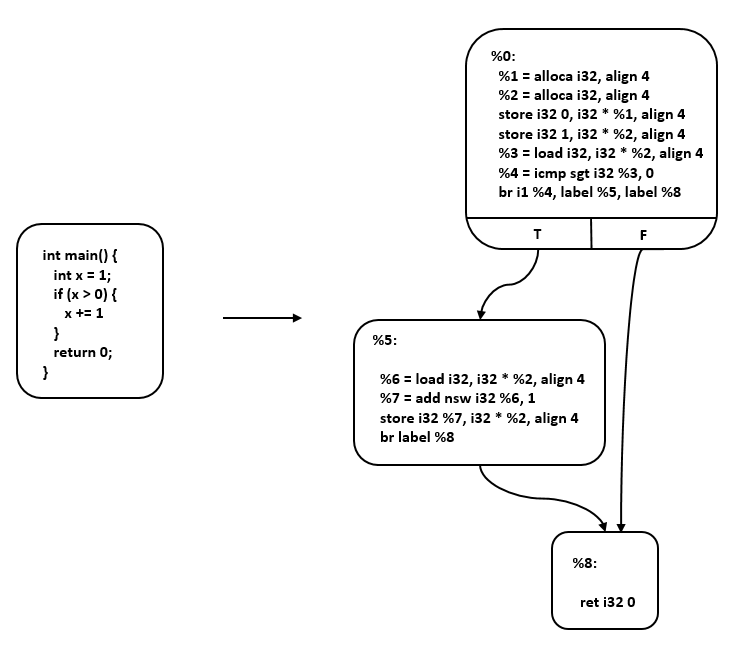 int main() {
int x = 1;
if (x > 0) {
x += 1
}
return 0;
}
%0:
%1 = alloca i32, align 4
%2 = alloca i32, align 4
store i32 0, i32 * %1, align 4
store i32 1, i32 * %2, align 4
%3 = load i32, i32 * %2, align 4
%4 = icmp sgt i32 %3, 0
br i1 %4, label %5, label %8
T
F
%5:
%6 = load i32, i32 * %2, align 4
%7 = add nsw i32 %6, 1
store i32 %7, i32 * %2, align 4
br label %8
%8:
ret i32 0